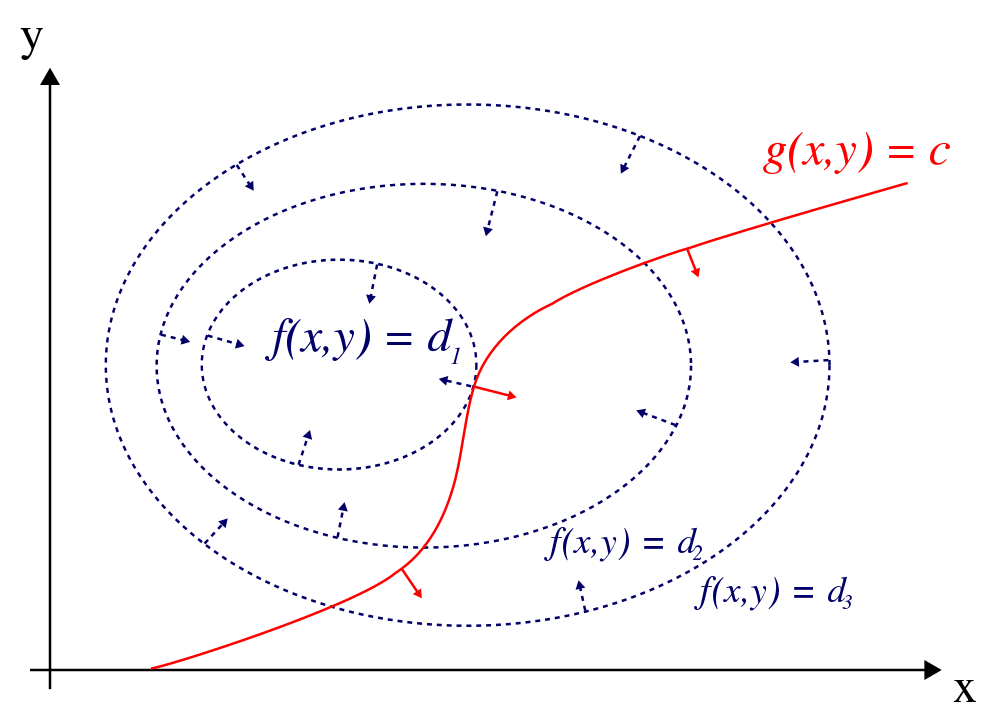 y
g(x,y) = c
f(x,y) = d₁
f(x,y) = d₂
f(x,y) = d₃
x